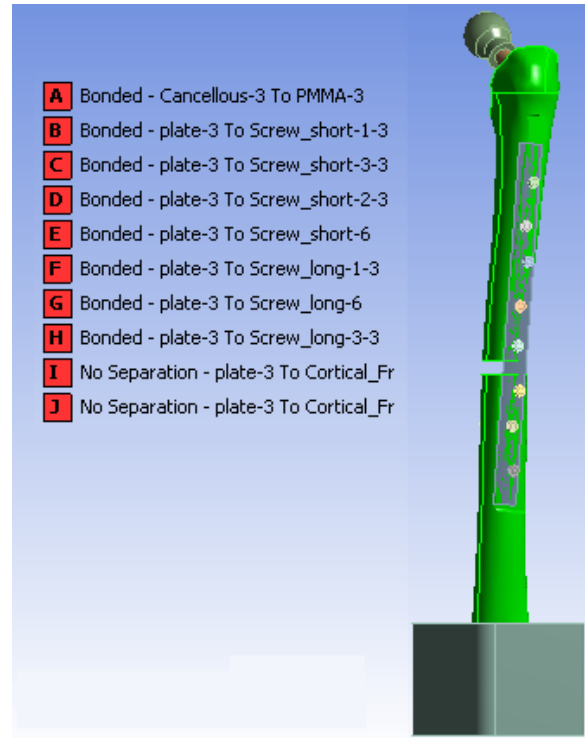 A Bonded - Cancellous-3 To PMMA-3
B Bonded - plate-3 To Screw_short-1-3
C Bonded - plate-3 To Screw_short-3-3
D Bonded - plate-3 To Screw_short-2-3
E Bonded - plate-3 To Screw_short-6
F Bonded - plate-3 To Screw_long-1-3
G Bonded - plate-3 To Screw_long-6
H Bonded - plate-3 To Screw_long-3-3
I No Separation - plate-3 To Cortical_Fr
J No Separation - plate-3 To Cortical_Fr